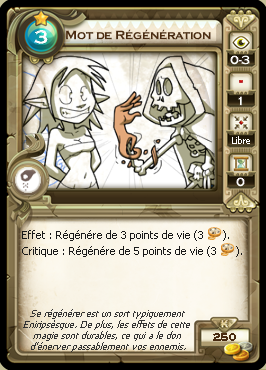 3
Mot de Régénération
0-3
1
Libre
0
Effet : Régénére de 3 points de vie (3 ).
Critique : Régénére de 5 points de vie (3 ).
Se régénérer est un sort typiquement
Eniripsesque. De plus, les effets de cette
magie sont durables, ce qui a le don
d'énerver passablement vos ennemis.
250